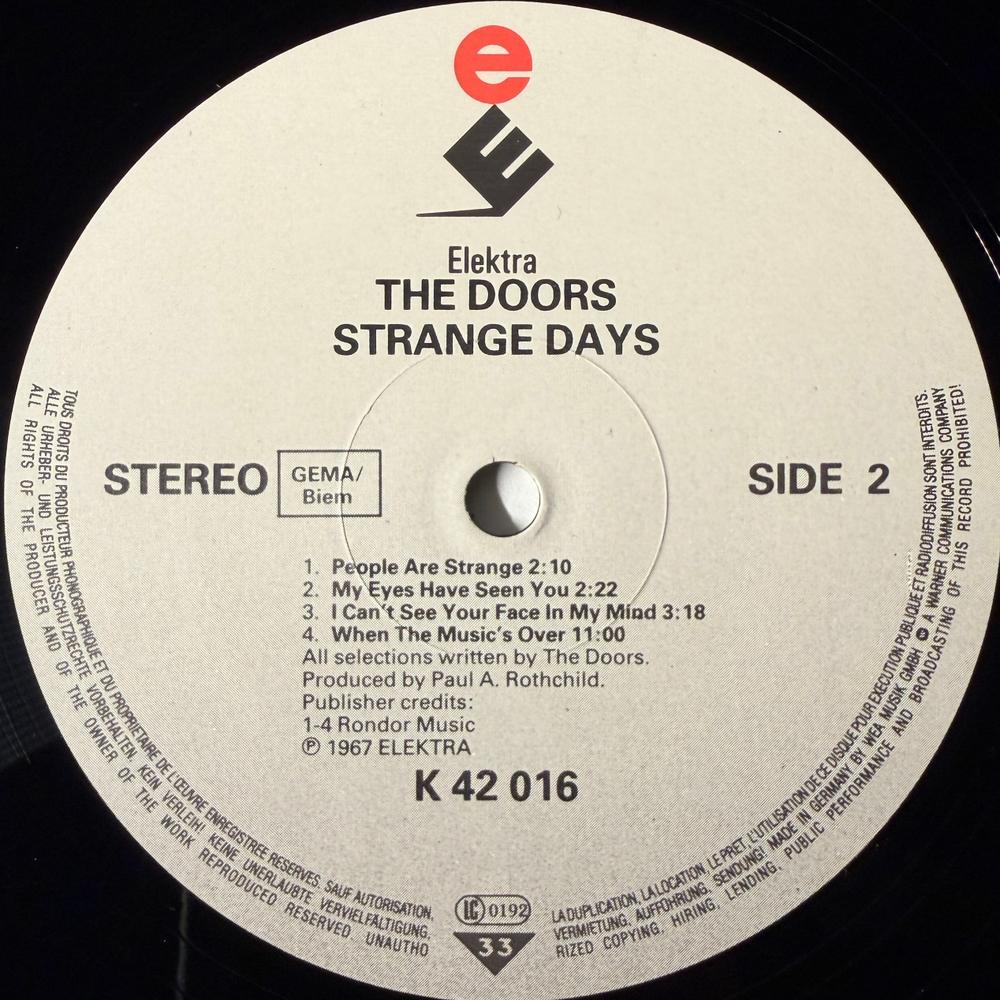 e
E
Elektra
THE DOORS
STRANGE DAYS
STEREO
GEMA/
Biem
SIDE 2
1. People Are Strange 2:10
2. My Eyes Have Seen You 2:22
3. I Can't See Your Face In My Mind 3:18
4. When The Music's Over 11:00
All selections written by The Doors.
Produced by Paul A. Rothchild.
Publisher credits:
1-4 Rondor Music
℗ 1967 ELEKTRA
K 42 016
TOUS DROITS DU PRODUCTEUR PHONOGRAPHIQUE ET DU PROPRIETAIRE DE L'ŒUVRE ENREGISTREE RESERVES. SAUF AUTORISATION,
LA DUPLICATION, LA LOCATION, LE PRET, L'UTILISATION DE CE DISQUE POUR EXECUTION PUBLIQUE ET RADIODIFFUSION SONT INTERDITS.
ALLE URHEBER- UND LEISTUNGSSCHUTZRECHTE VORBEHALTEN. KEIN VERLEIH! KEINE UNERLAUBTE VERVIELFÄLTIGUNG,
VERMIETUNG, AUFFÜHRUNG, SENDUNG! MADE IN GERMANY BY WEA MUSIK GMBH A WARNER COMMUNICATIONS COMPANY
ALL RIGHTS OF THE PRODUCER AND OF THE OWNER OF THE WORK REPRODUCED RESERVED. UNAUTHO
RIZED COPYING, HIRING, LENDING, PUBLIC PERFORMANCE AND BROADCASTING OF THIS RECORD PROHIBITED!
LC 0192
33